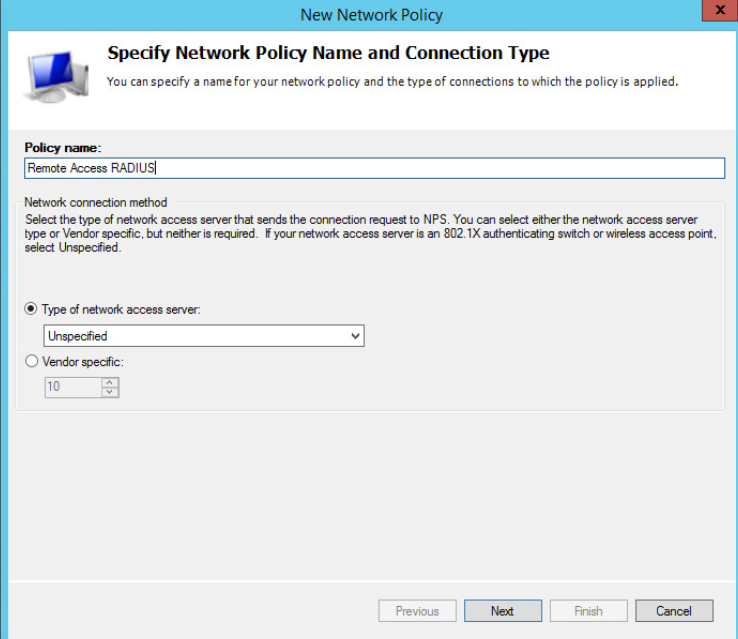 New Network Policy
x
Specify Network Policy Name and Connection Type
You can specify a name for your network policy and the type of connections to which the policy is applied.
Policy name:
Remote Access RADIUS
Network connection method
Select the type of network access server that sends the connection request to NPS. You can select either the network access server
type or Vendor specific, but neither is required.  If your network access server is an 802.1X authenticating switch or wireless access point,
select Unspecified.
Type of network access server:
Unspecified
Vendor specific:
10
Previous Next Finish Cancel